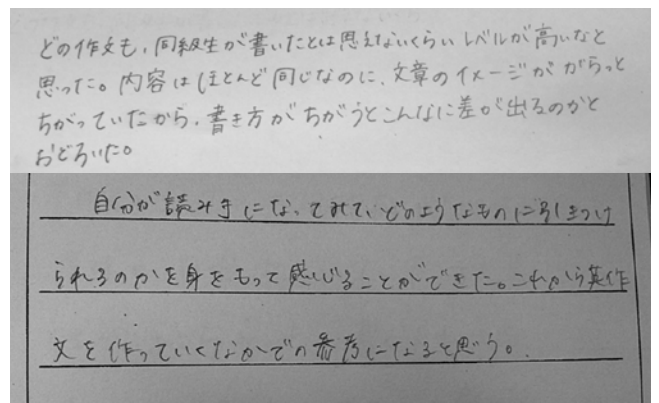 どの作文も、同級生が書いたとは思えないくらいレベルが高いなと
思った。内容はほとんど同じなのに、文章のイメージががらっと
ちがっていたから、書き方がちがうとこんなに差が出るのかと
おどろいた。
自分が読み手になってみて、どのようなものに引きつけ
られるのかを身をもって感じることができた。これから英作
文を作っていくなかでの参考になると思う。